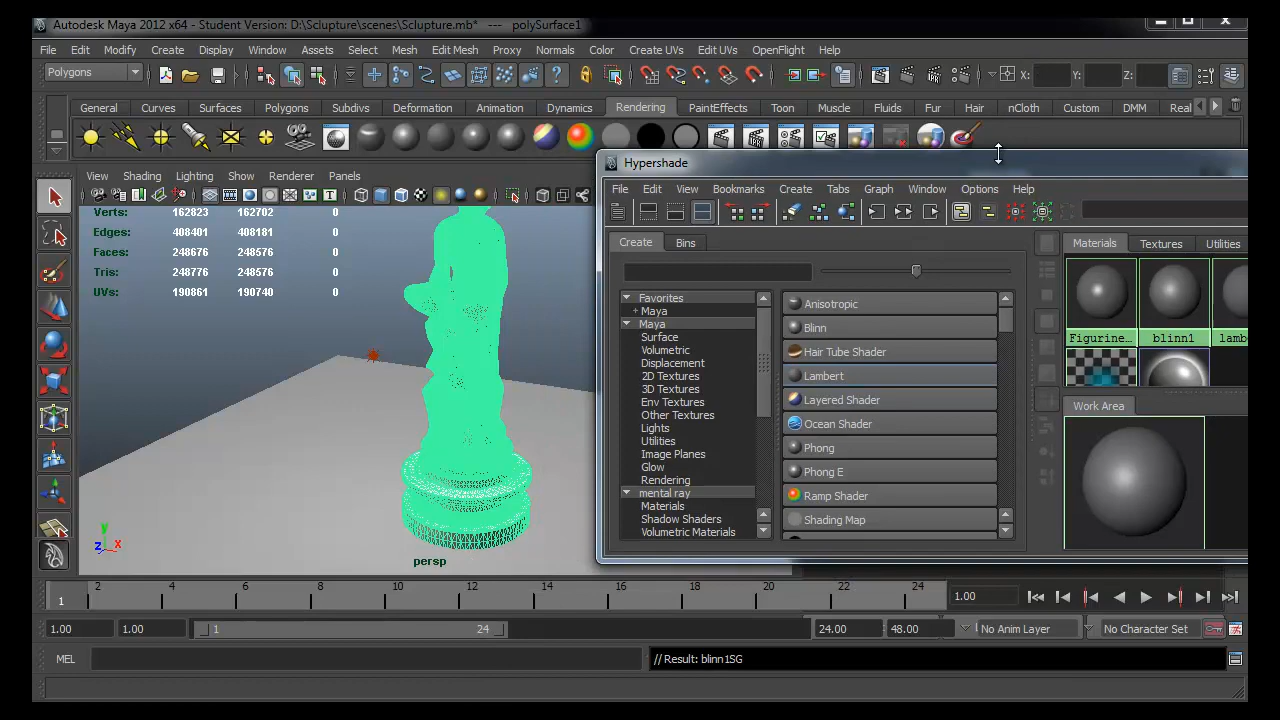 Autodesk Maya 2012 x64 - Student Version: D:\Sclupture\scenes\Sclupture.mb* --- polySurface1
File Edit Modify Create Display Window Assets Select Mesh Edit Mesh Proxy Normals Color Create UVs Edit UVs OpenFlight Help
Polygons X: Y: Z:
General Curves Surfaces Polygons Subdivs Deformation Animation Dynamics Rendering PaintEffects Toon Muscle Fluids Fur Hair nCloth Custom DMM Real
View Shading Lighting Show Renderer Panels
Verts: 162823 162702 0
Edges: 408401 408181 0
Faces: 248676 248576 0
Tris: 248776 248576 0
UVs: 190861 190740 0
y
z x
persp
Hypershade
File Edit View Bookmarks Create Tabs Graph Window Options Help
Create Bins
Favorites
+ Maya
Maya
Surface
Volumetric
Displacement
2D Textures
3D Textures
Env Textures
Other Textures
Lights
Utilities
Image Planes
Glow
Rendering
mental ray
Materials
Shadow Shaders
Volumetric Materials
Anisotropic
Blinn
Hair Tube Shader
Lambert
Layered Shader
Ocean Shader
Phong
Phong E
Ramp Shader
Shading Map
Materials Textures Utilities
Figurine... blinn1 lamb
Work Area
1 2 4 6 8 10 12 14 16 18 20 22 24 1.00
1.00 1.00 1 24 24.00 48.00 No Anim Layer No Character Set
MEL // Result: blinn1SG